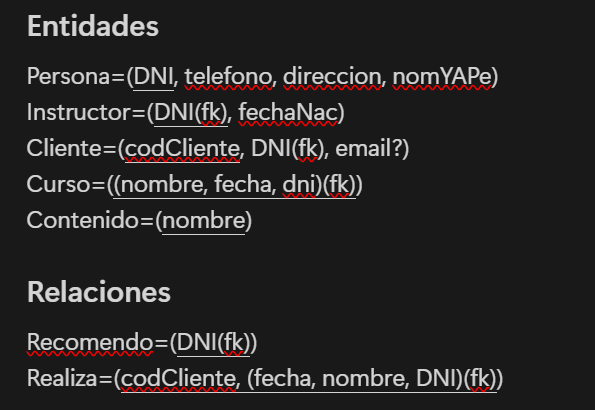 Entidades
Persona=(DNI, telefono, direccion, nomYAPe)
Instructor=(DNI(fk), fechaNac)
Cliente=(codCliente, DNI(fk), email?)
Curso=((nombre, fecha, dni)(fk))
Contenido=(nombre)
Relaciones
Recomendo=(DNI(fk))
Realiza=(codCliente, (fecha, nombre, DNI)(fk))